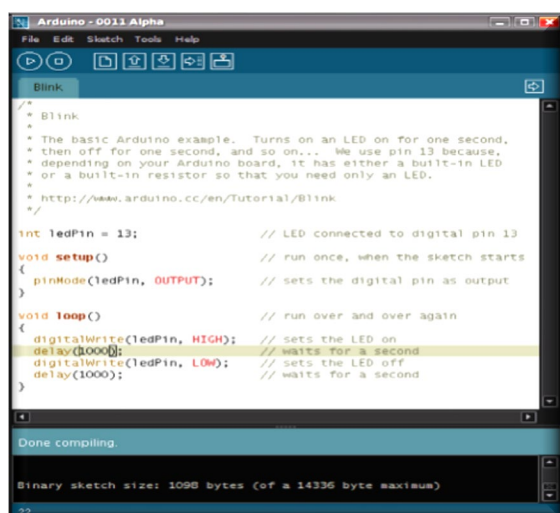 Arduino - 0011 Alpha
File Edit Sketch Tools Help
Blink
/*
 * Blink
 *
 * The basic Arduino example.  Turns on an LED on for one second,
 * then off for one second, and so on...  We use pin 13 because,
 * depending on your Arduino board, it has either a built-in LED
 * or a built-in resistor so that you need only an LED.
 *
 * http://www.arduino.cc/en/Tutorial/Blink
 */
int ledPin = 13;                // LED connected to digital pin 13
void setup()                    // run once, when the sketch starts
{
  pinMode(ledPin, OUTPUT);      // sets the digital pin as output
}
void loop()                     // run over and over again
{
  digitalWrite(ledPin, HIGH);   // sets the LED on
  delay(1000);                  // waits for a second
  digitalWrite(ledPin, LOW);    // sets the LED off
  delay(1000);                  // waits for a second
}
Done compiling.
Binary sketch size: 1098 bytes (of a 14336 byte maximum)
22